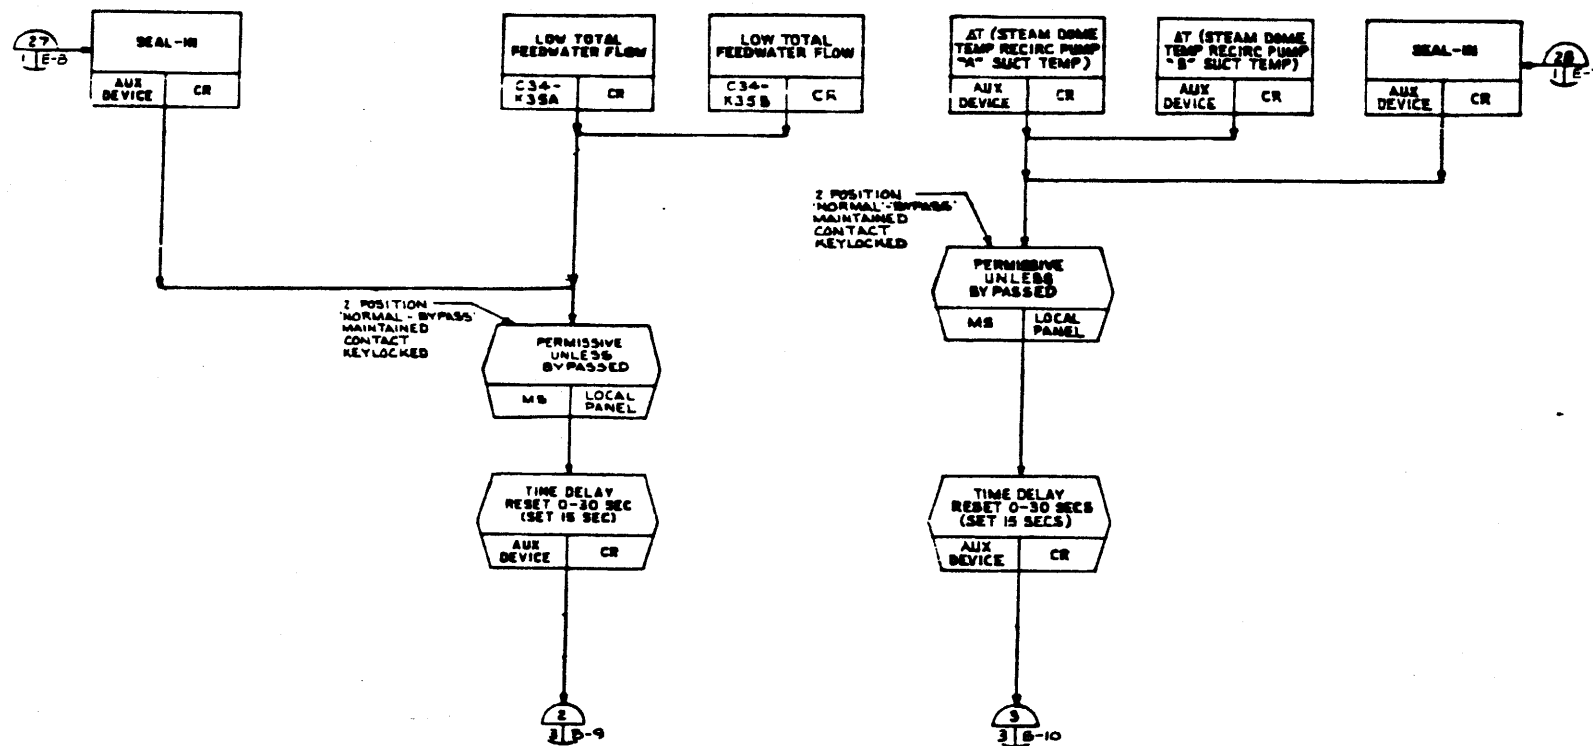 27
1 E-8
SEAL-IN
AUX
DEVICE
CR
LOW TOTAL
FEEDWATER FLOW
C34-
K35A
CR
LOW TOTAL
FEEDWATER FLOW
C34-
K35B
CR
ΔT (STEAM DOME
TEMP RECIRC PUMP
"A" SUCT TEMP)
AUX
DEVICE
CR
ΔT (STEAM DOME
TEMP RECIRC PUMP
"B" SUCT TEMP)
AUX
DEVICE
CR
SEAL-IN
AUX
DEVICE
CR
28
1 E-
2 POSITION
'NORMAL-BYPASS'
MAINTAINED
CONTACT
KEYLOCKED
PERMISSIVE
UNLESS
BYPASSED
MS
LOCAL
PANEL
2 POSITION
'NORMAL-BYPASS'
MAINTAINED
CONTACT
KEYLOCKED
PERMISSIVE
UNLESS
BYPASSED
MS
LOCAL
PANEL
TIME DELAY
RESET 0-30 SEC
(SET 15 SEC)
AUX
DEVICE
CR
TIME DELAY
RESET 0-30 SECS
(SET 15 SECS)
AUX
DEVICE
CR
2
3 B-9
3
3 B-10